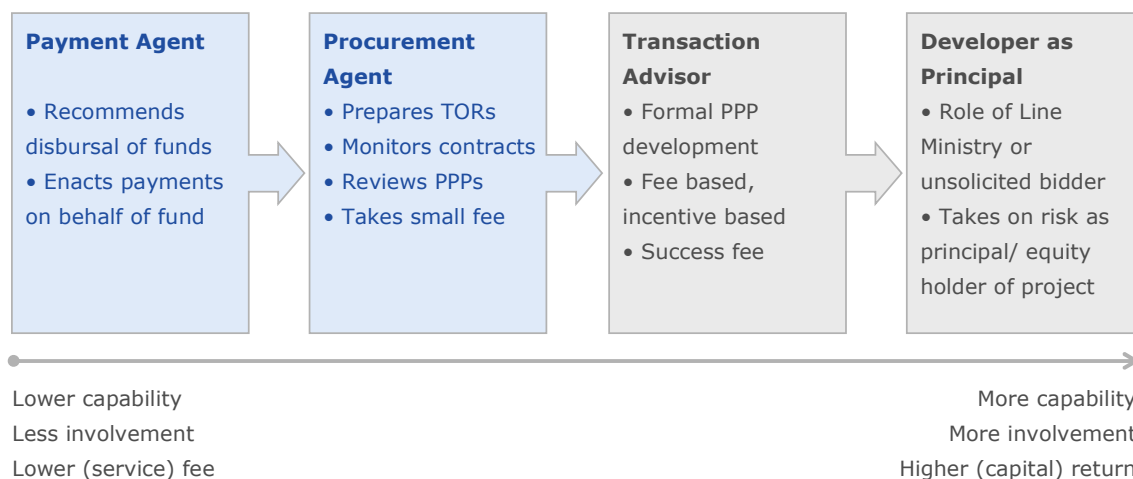 Payment Agent
• Recommends
disbursal of funds
• Enacts payments
on behalf of fund
Procurement
Agent
• Prepares TORs
• Monitors contracts
• Reviews PPPs
• Takes small fee
Transaction
Advisor
• Formal PPP
development
• Fee based,
incentive based
• Success fee
Developer as
Principal
• Role of Line
Ministry or
unsolicited bidder
• Takes on risk as
principal/ equity
holder of project
Lower capability
Less involvement
Lower (service) fee
More capability
More involvement
Higher (capital) return